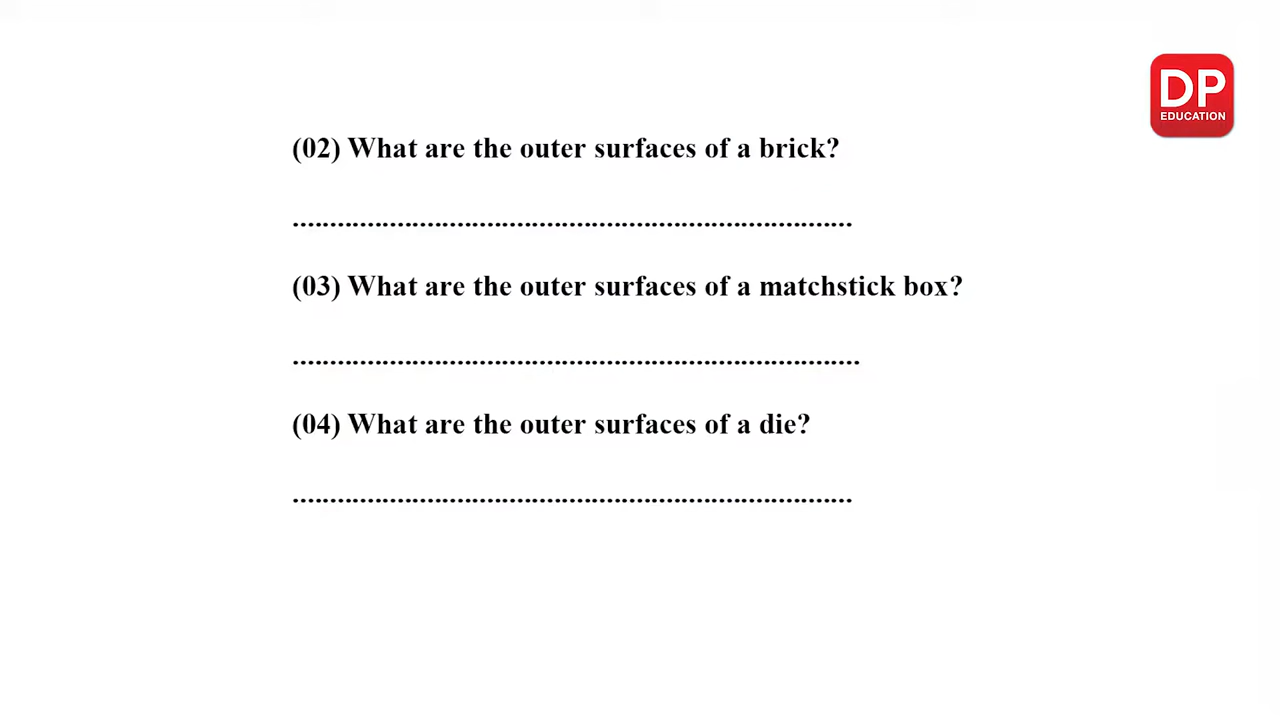 DP
EDUCATION
(02) What are the outer surfaces of a brick?
...........................................................................
(03) What are the outer surfaces of a matchstick box?
............................................................................
(04) What are the outer surfaces of a die?
...........................................................................